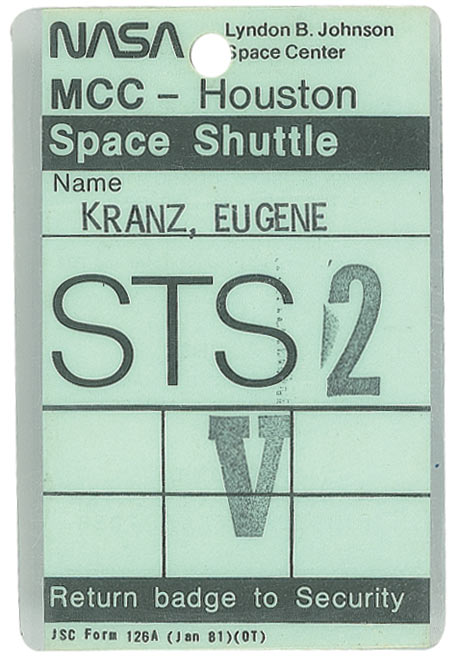 NASA Lyndon B. Johnson
Space Center
MCC – Houston
Space Shuttle
Name
KRANZ, EUGENE
STS 2
V
Return badge to Security
JSC Form 126A (Jan 81)(OT)